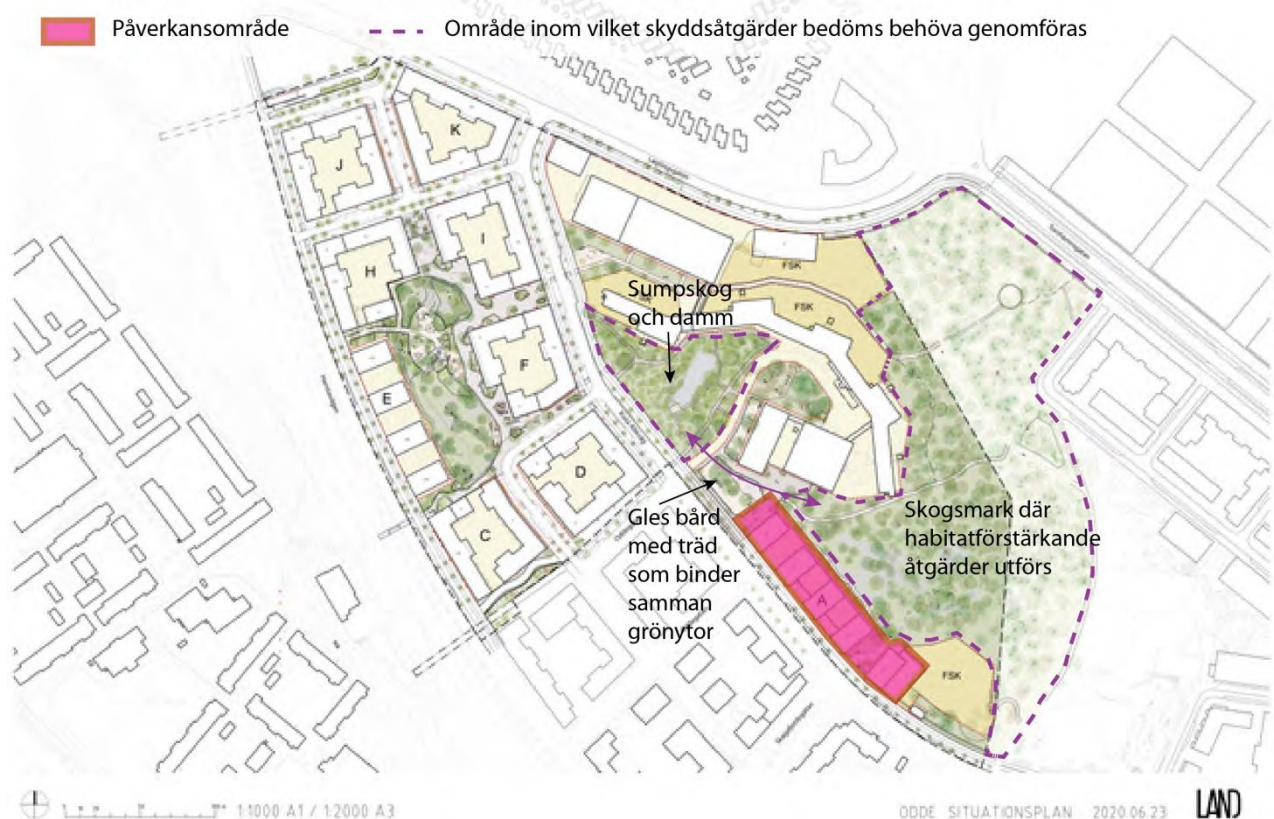 Påverkansområde
Område inom vilket skyddsåtgärder bedöms behöva genomföras
K
J
I
H
FSK
FSK
Sumpskog
och damm
F
E
D
C
Gles bård
med träd
som binder
samman
grönytor
Skogsmark där
habitatförstärkande
åtgärder utförs
A
FSK
1:1000 A1 / 1:2000 A3
ODDE SITUATIONSPLAN 2020.06.23
LAND